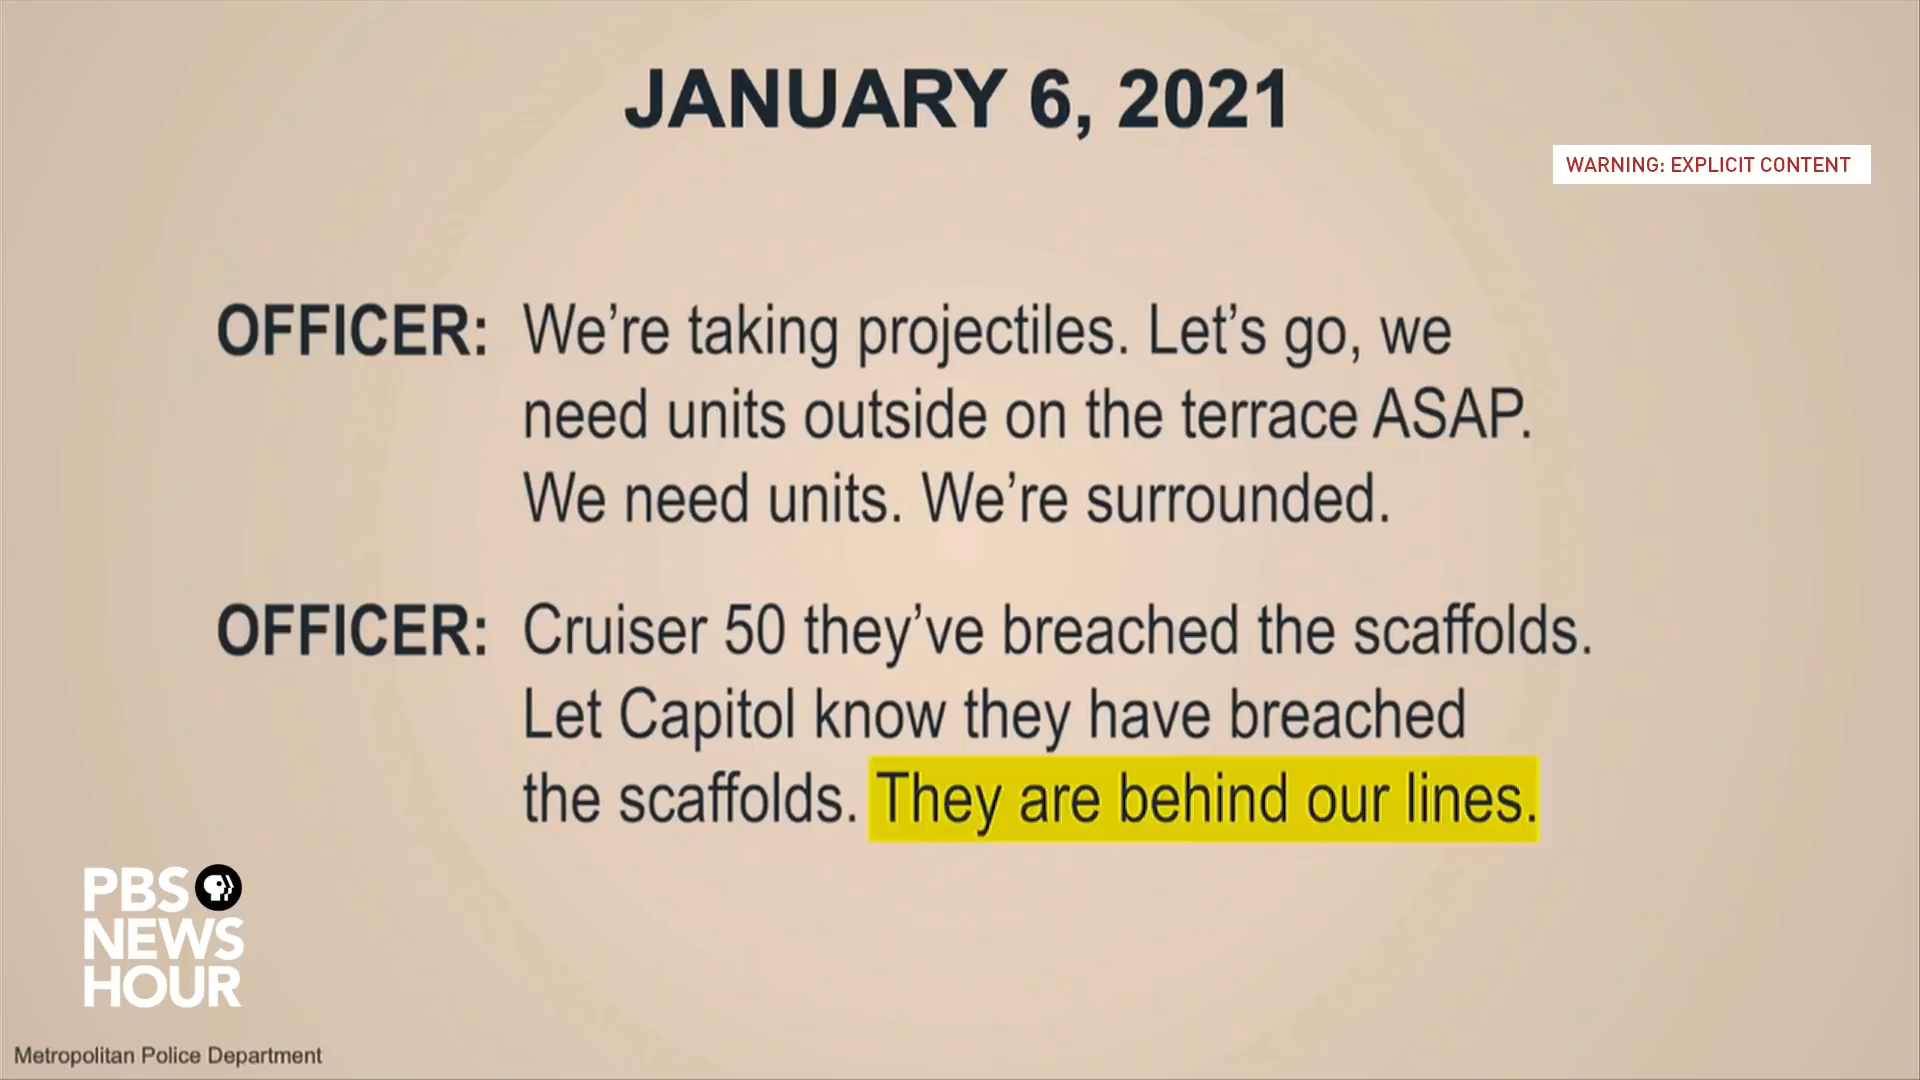 JANUARY 6, 2021
WARNING: EXPLICIT CONTENT
OFFICER: We’re taking projectiles. Let’s go, we
need units outside on the terrace ASAP.
We need units. We’re surrounded.
OFFICER: Cruiser 50 they’ve breached the scaffolds.
Let Capitol know they have breached
the scaffolds. They are behind our lines.
PBS
NEWS
HOUR
Metropolitan Police Department